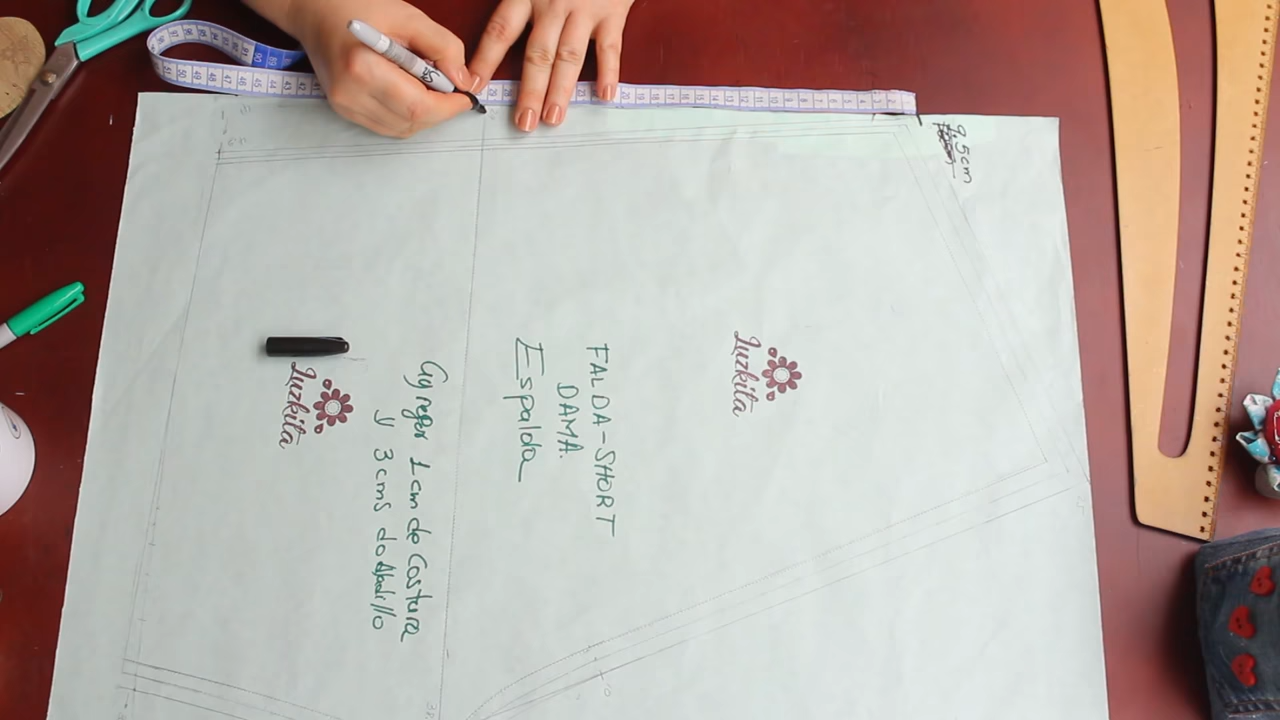 9.5cm
Luzkita
FALDA-SHORT
DAMA.
Espalda
Agregar 1 cm de Costura
y 3 cms dobladillo
Luzkita